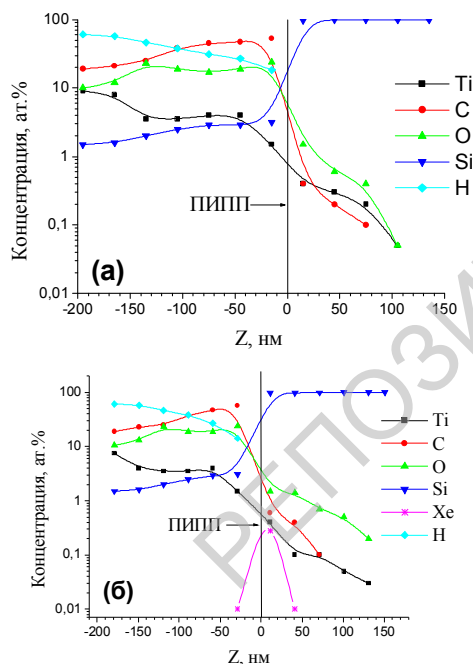 Концентрация, ат.%
100
10
1
0,1
0,01
Ti
C
O
Si
H
ПИПП
(а)
-200 -150 -100 -50 0 50 100 150
Z, нм
Концентрация, ат.%
100
10
1
0,1
0,01
Ti
C
O
Si
Xe
H
ПИПП
(б)
-200 -150 -100 -50 0 50 100 150
Z, нм
РЕПОЗИ